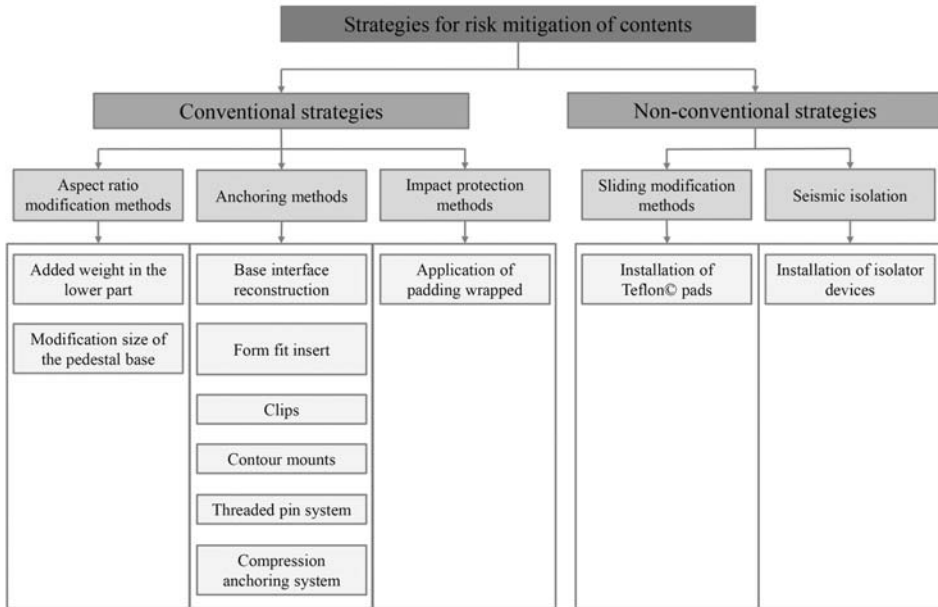 Strategies for risk mitigation of contents
Conventional strategies
Non-conventional strategies
Aspect ratio
modification methods
Anchoring methods
Impact protection
methods
Sliding modification
methods
Seismic isolation
Added weight in the
lower part
Modification size of
the pedestal base
Base interface
reconstruction
Form fit insert
Clips
Contour mounts
Threaded pin system
Compression
anchoring system
Application of
padding wrapped
Installation of
Teflon© pads
Installation of isolator
devices